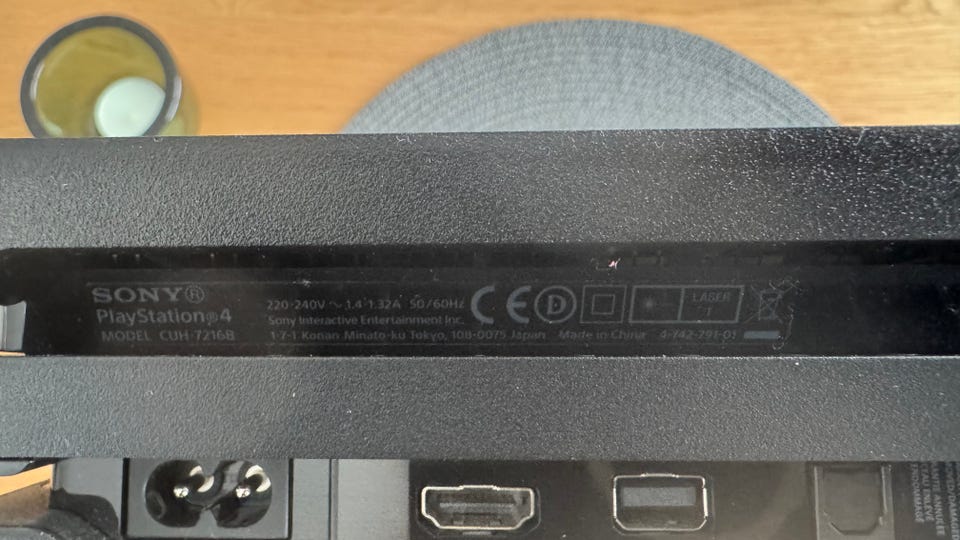 SONY®
PlayStation®4
MODEL CUH-7216B
220-240V ~ 1.4-1.32A 50/60Hz
Sony Interactive Entertainment Inc.
1-7-1 Konan Minato-ku Tokyo, 108-0075 Japan Made in China 4-742-791-01
CE D
LASER
1